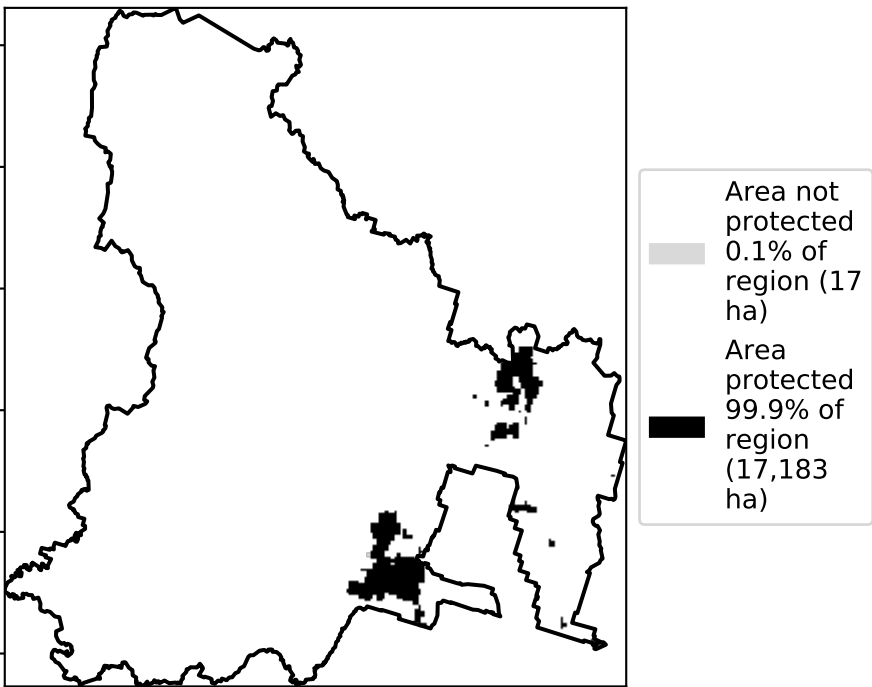 Area not
protected
0.1% of
region (17
ha)
Area
protected
99.9% of
region
(17,183
ha)